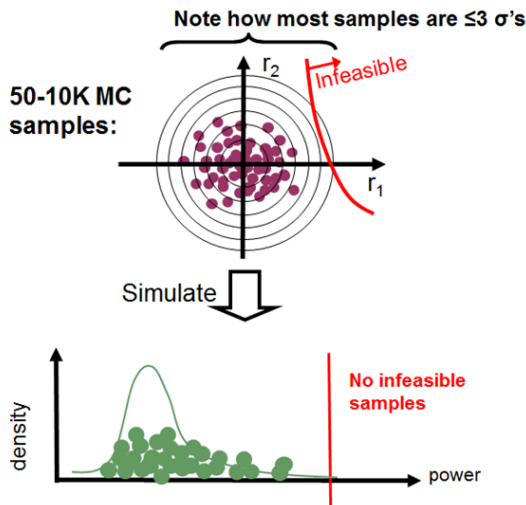 Note how most samples are ≤3 σ's
r2
Infeasible
50-10K MC
samples:
r1
Simulate
density
No infeasible
samples
power